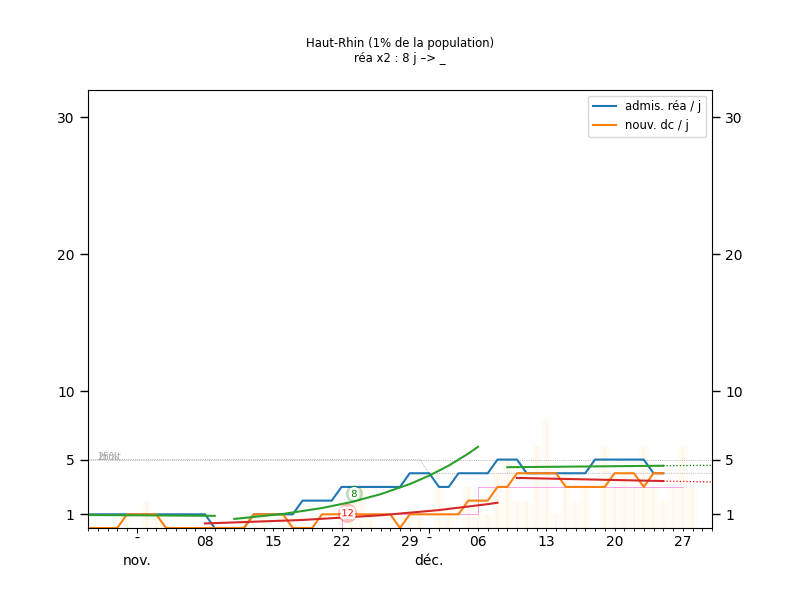 Haut-Rhin (1% de la population)
réa x2 : 8 j –> _
admis. réa / j
nouv. dc / j
30 30
20 20
10 10
5 5
8
12
1 1
- 08 15 22 29 - 06 13 20 27
nov. déc.